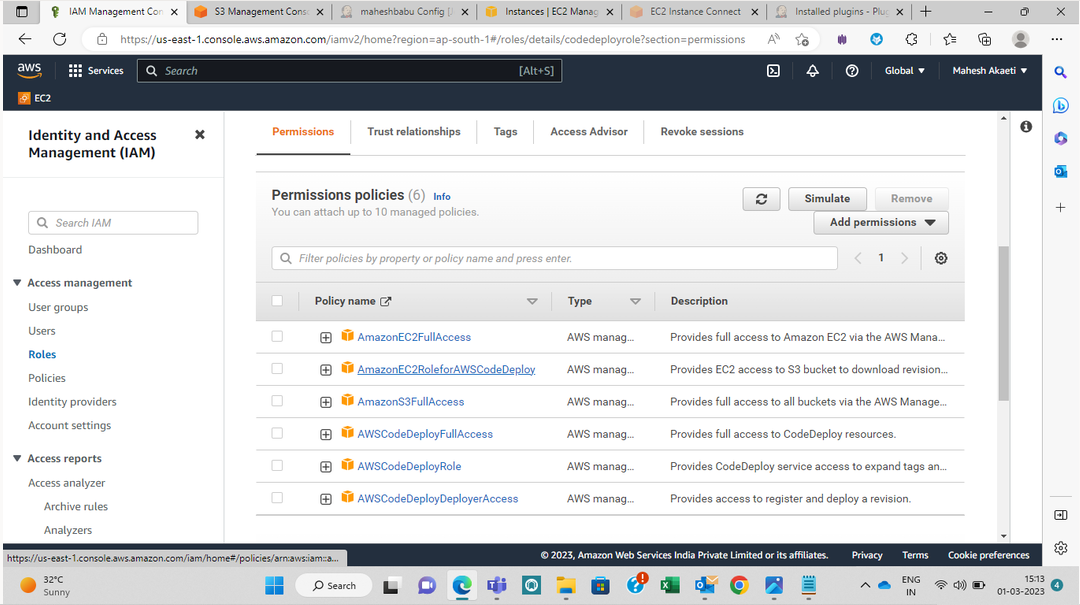 IAM Management Con
S3 Management Conso
maheshbabu Config [J
Instances | EC2 Manag
EC2 Instance Connect
Installed plugins - Plug
https://us-east-1.console.aws.amazon.com/iamv2/home?region=ap-south-1#/roles/details/codedeployrole?section=permissions
aws
Services
Search
[Alt+S]
Global
Mahesh Akaeti
EC2
Identity and Access
Management (IAM)
Search IAM
Dashboard
Access management
User groups
Users
Roles
Policies
Identity providers
Account settings
Access reports
Access analyzer
Archive rules
Analyzers
Permissions
Trust relationships
Tags
Access Advisor
Revoke sessions
Permissions policies (6) Info
You can attach up to 10 managed policies.
Simulate
Remove
Add permissions
Filter policies by property or policy name and press enter.
1
Policy name
Type
Description
AmazonEC2FullAccess AWS manag... Provides full access to Amazon EC2 via the AWS Mana...
AmazonEC2RoleforAWSCodeDeploy AWS manag... Provides EC2 access to S3 bucket to download revision...
AmazonS3FullAccess AWS manag... Provides full access to all buckets via the AWS Manage...
AWSCodeDeployFullAccess AWS manag... Provides full access to CodeDeploy resources.
AWSCodeDeployRole AWS manag... Provides CodeDeploy service access to expand tags an...
AWSCodeDeployDeployerAccess AWS manag... Provides access to register and deploy a revision.
https://us-east-1.console.aws.amazon.com/iam/home#/policies/arn:aws:iam::a...
© 2023, Amazon Web Services India Private Limited or its affiliates.
Privacy
Terms
Cookie preferences
32°C
Sunny
Search
ENG
IN
15:13
01-03-2023
4